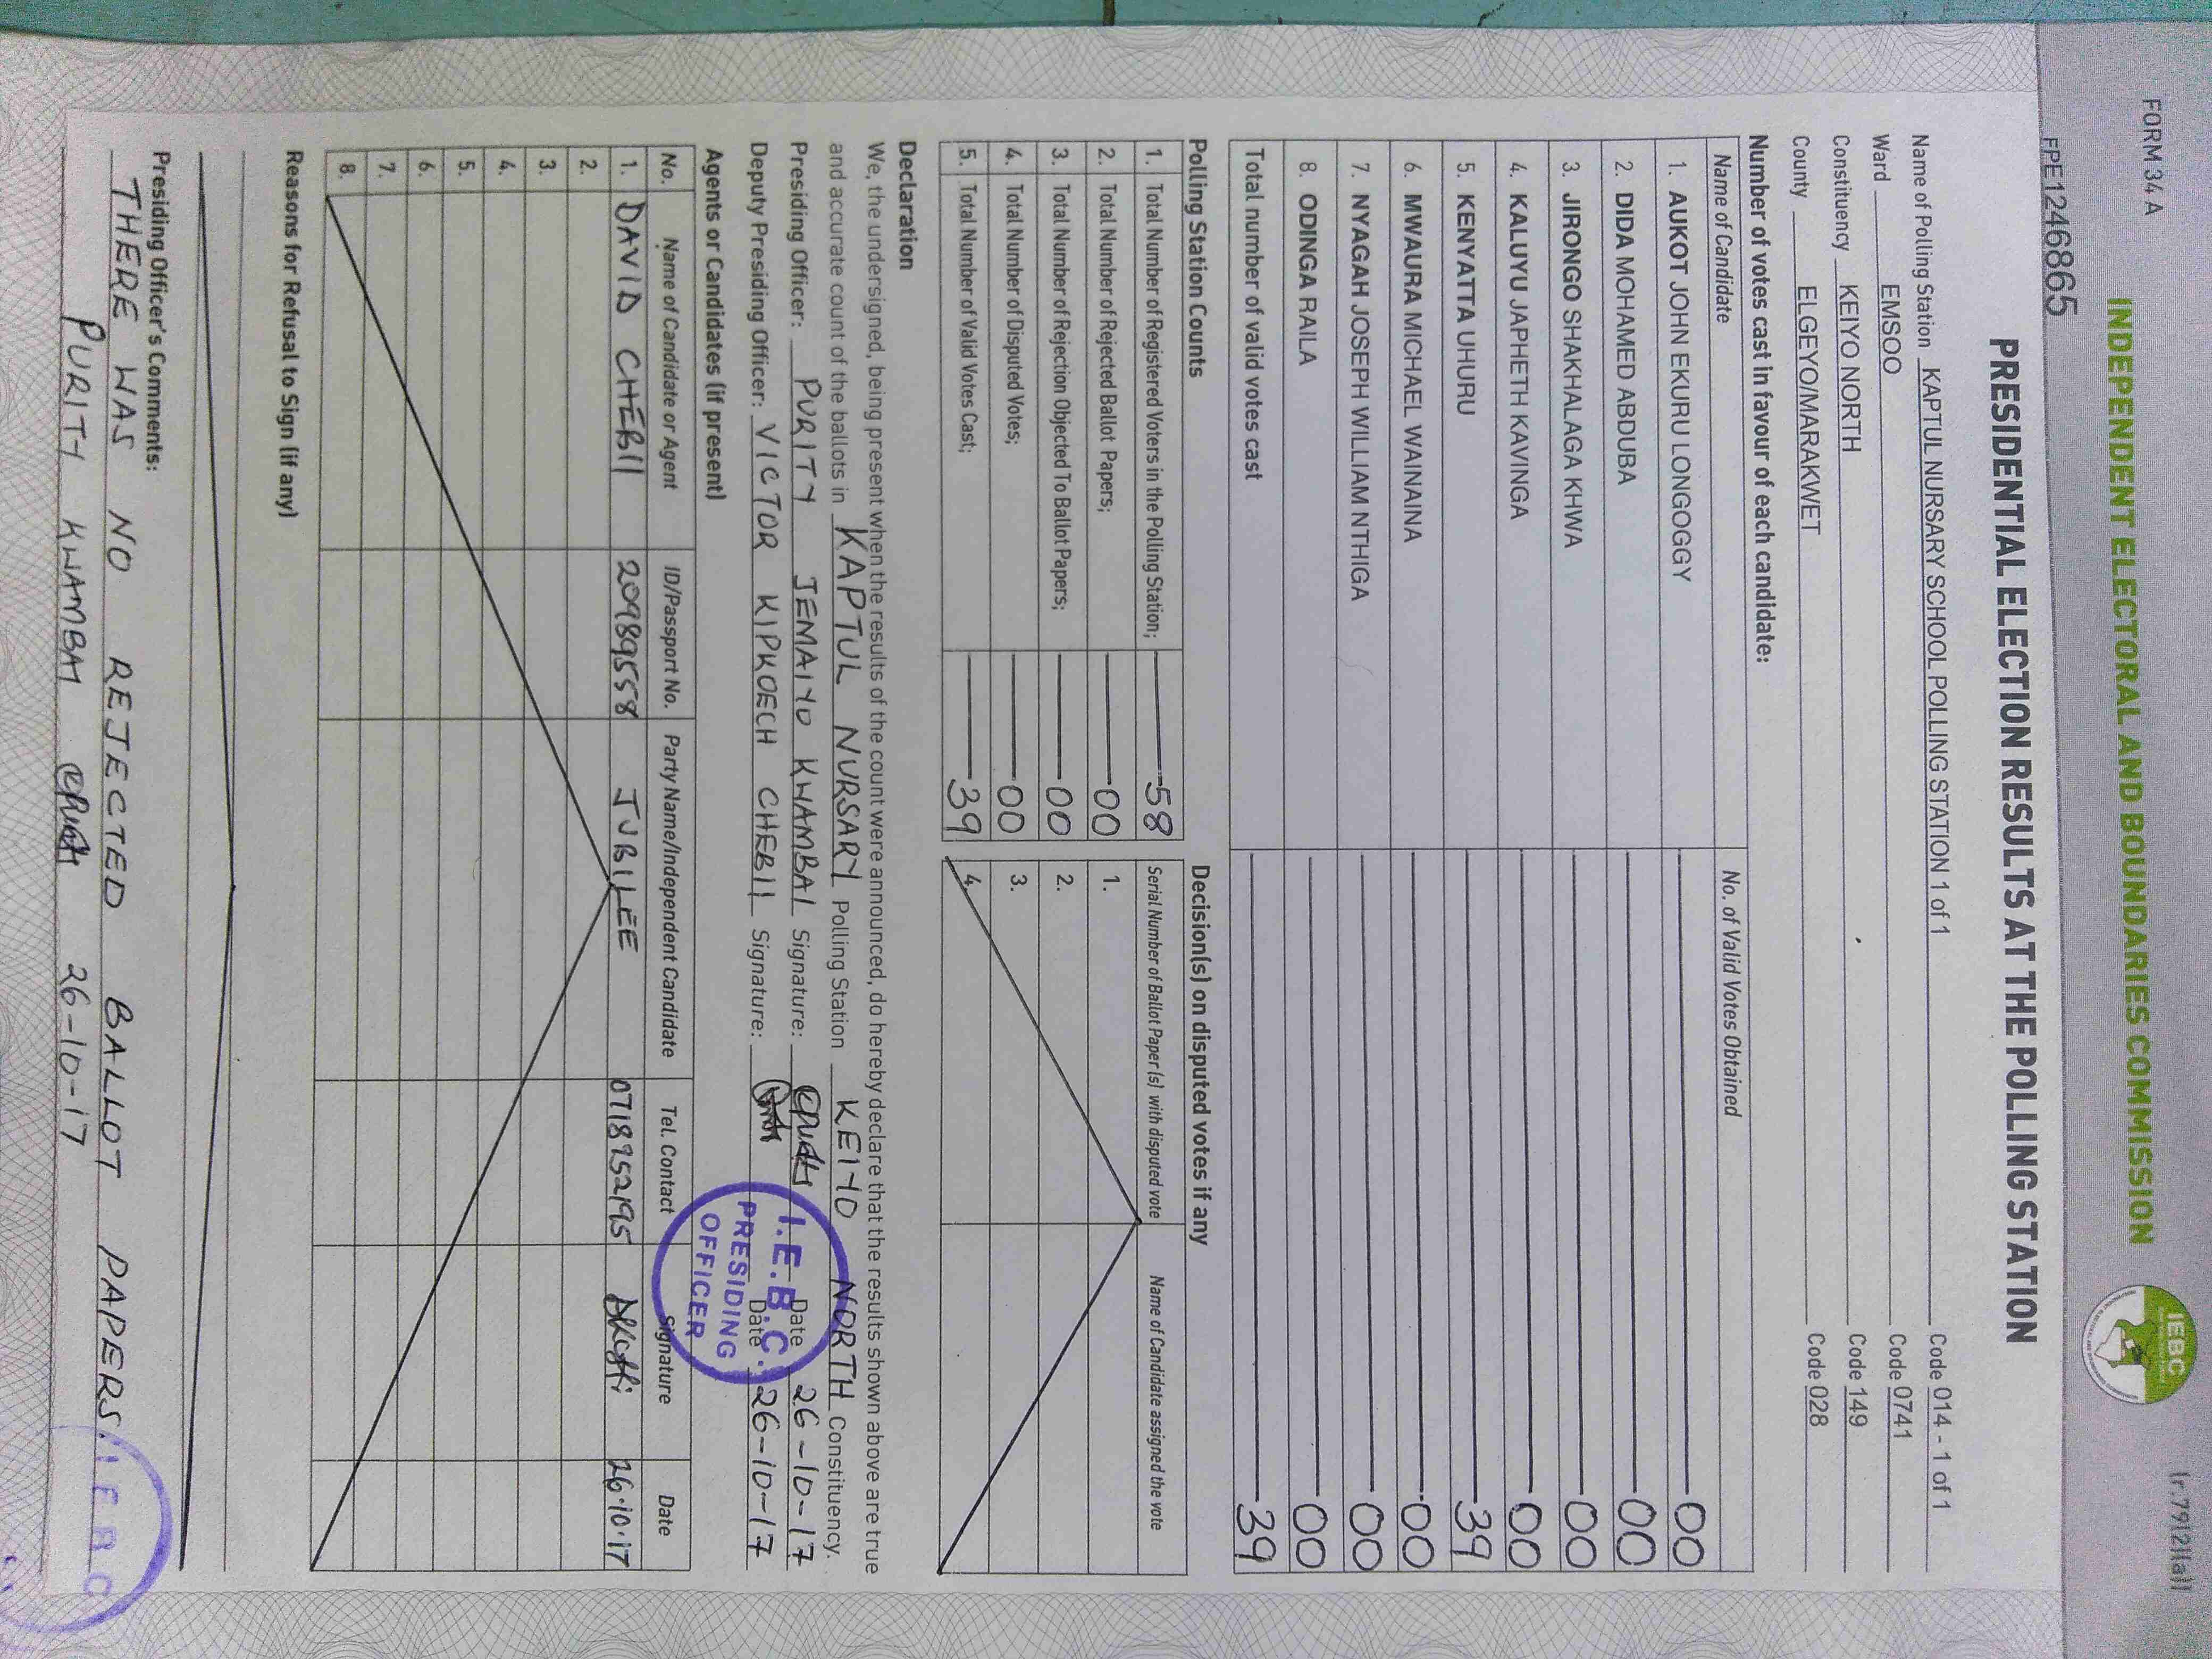 FORM 34 A
(r.79(2)(a))
INDEPENDENT ELECTORAL AND BOUNDARIES COMMISSION
IEBC
FPE1246865
PRESIDENTIAL ELECTION RESULTS AT THE POLLING STATION
Name of Polling Station KAPTUL NURSARY SCHOOL POLLING STATION 1 of 1 Code 014 - 1 of 1
Ward EMSOO Code 0741
Constituency KEIYO NORTH Code 149
County ELGEYO/MARAKWET Code 028
Number of votes cast in favour of each candidate:
Name of Candidate No. of Valid Votes Obtained
1. AUKOT JOHN EKURU LONGOGGY 00
2. DIDA MOHAMED ABDUBA 00
3. JIRONGO SHAKHALAGA KHWA 00
4. KALUYU JAPHETH KAVINGA 00
5. KENYATTA UHURU 39
6. MWAURA MICHAEL WAINAINA 00
7. NYAGAH JOSEPH WILLIAM NTHIGA 00
8. ODINGA RAILA 00
Total number of valid votes cast 39
Polling Station Counts
1. Total Number of Registered Voters in the Polling Station; 58
2. Total Number of Rejected Ballot Papers; 00
3. Total Number of Rejection Objected To Ballot Papers; 00
4. Total Number of Disputed Votes; 00
5. Total Number of Valid Votes Cast; 39
Decision(s) on disputed votes if any
Serial Number of Ballot Paper (s) with disputed vote Name of Candidate assigned the vote
1.
2.
3.
4.
Declaration
We, the undersigned, being present when the results of the count were announced, do hereby declare that the results shown above are true
and accurate count of the ballots in KAPTUL NURSARY Polling Station KEIYO NORTH Constituency.
Presiding Officer: PURITY JEMAIYO KWAMBAI Signature: Date 26-10-17
Deputy Presiding Officer: VICTOR KIPKOECH CHEBII Signature: Date 26-10-17
I.E.B.C.
PRESIDING
OFFICER
Agents or Candidates (if present)
No. Name of Candidate or Agent ID/Passport No. Party Name/Independent Candidate Tel. Contact Signature Date
1. DAVID CHEBII 20989558 JUBILEE 0718952195 26·10·17
2.
3.
4.
5.
6.
7.
8.
Reasons for Refusal to Sign (if any)
Presiding Officer's Comments:
THERE WAS NO REJECTED BALLOT PAPERS.
PURITY KWAMBAI 26-10-17
I E B C